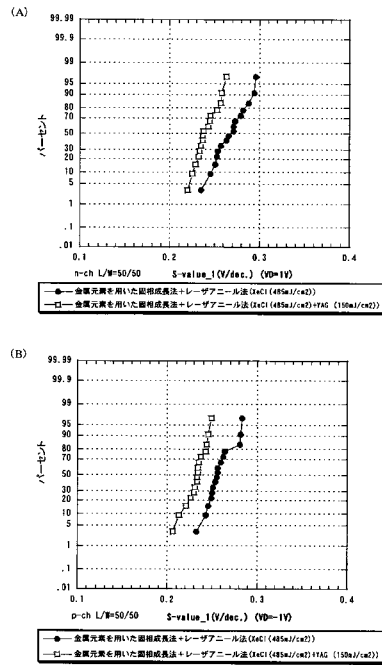 (A)
99.99
99.9
99
95
90
80
70
50
30
20
10
5
1
.1
.01
パーセント
0.1 0.2 0.3 0.4
n-ch L/W=50/50 S-value_1(V/dec.) (VD=1V)
金属元素を用いた固相成長法+レーザアニール法(XeCl(485mJ/cm2))
金属元素を用いた固相成長法+レーザアニール法(XeCl(485mJ/cm2)+YAG (150mJ/cm2))
(B)
99.99
99.9
99
95
90
80
70
50
30
20
10
5
1
.1
.01
パーセント
0.1 0.2 0.3 0.4
p-ch L/W=50/50 S-value_1(V/dec.) (VD=-1V)
金属元素を用いた固相成長法+レーザアニール法(XeCl(485mJ/cm2))
金属元素を用いた固相成長法+レーザアニール法(XeCl(485mJ/cm2)+YAG (150mJ/cm2))